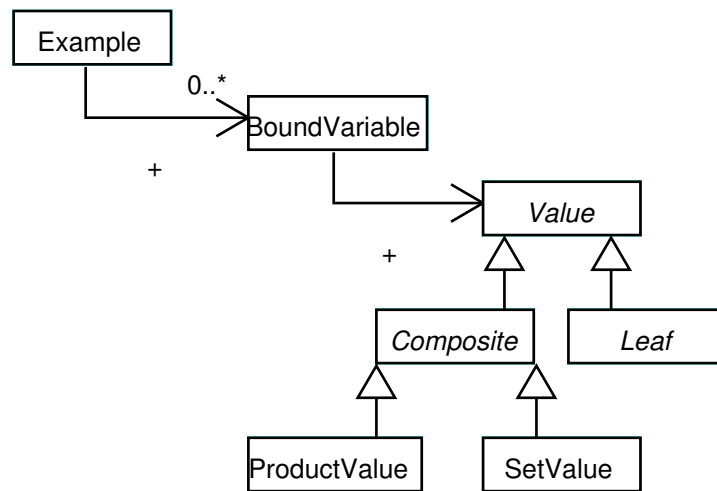 Example
0..*
BoundVariable
+
Value
+
Composite
Leaf
ProductValue
SetValue